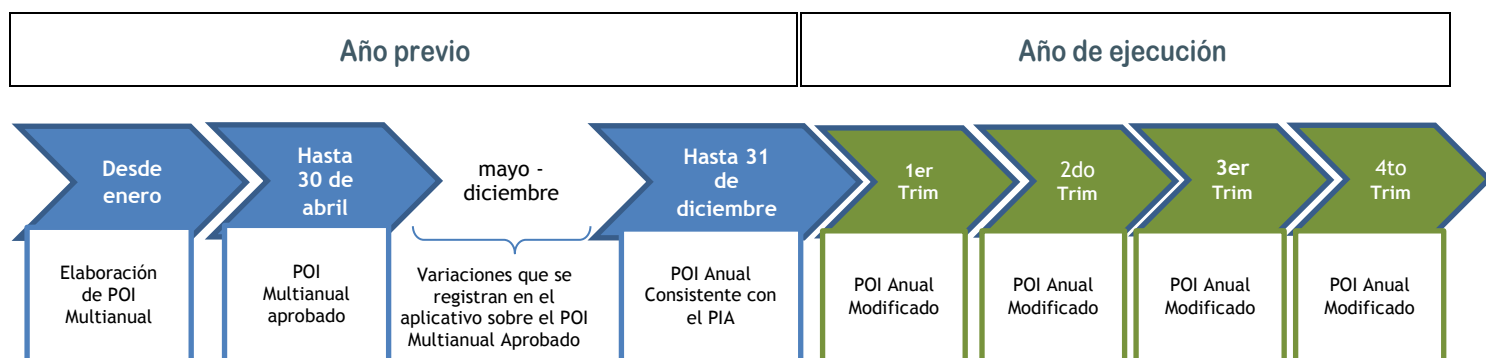 Año previo
Año de ejecución
Desde
enero
Hasta
30 de
abril
mayo -
diciembre
Hasta 31
de
diciembre
1er
Trim
2do
Trim
3er
Trim
4to
Trim
Elaboración
de POI
Multianual
POI
Multianual
aprobado
Variaciones que se
registran en el
aplicativo sobre el POI
Multianual Aprobado
POI Anual
Consistente con
el PIA
POI Anual
Modificado
POI Anual
Modificado
POI Anual
Modificado
POI Anual
Modificado